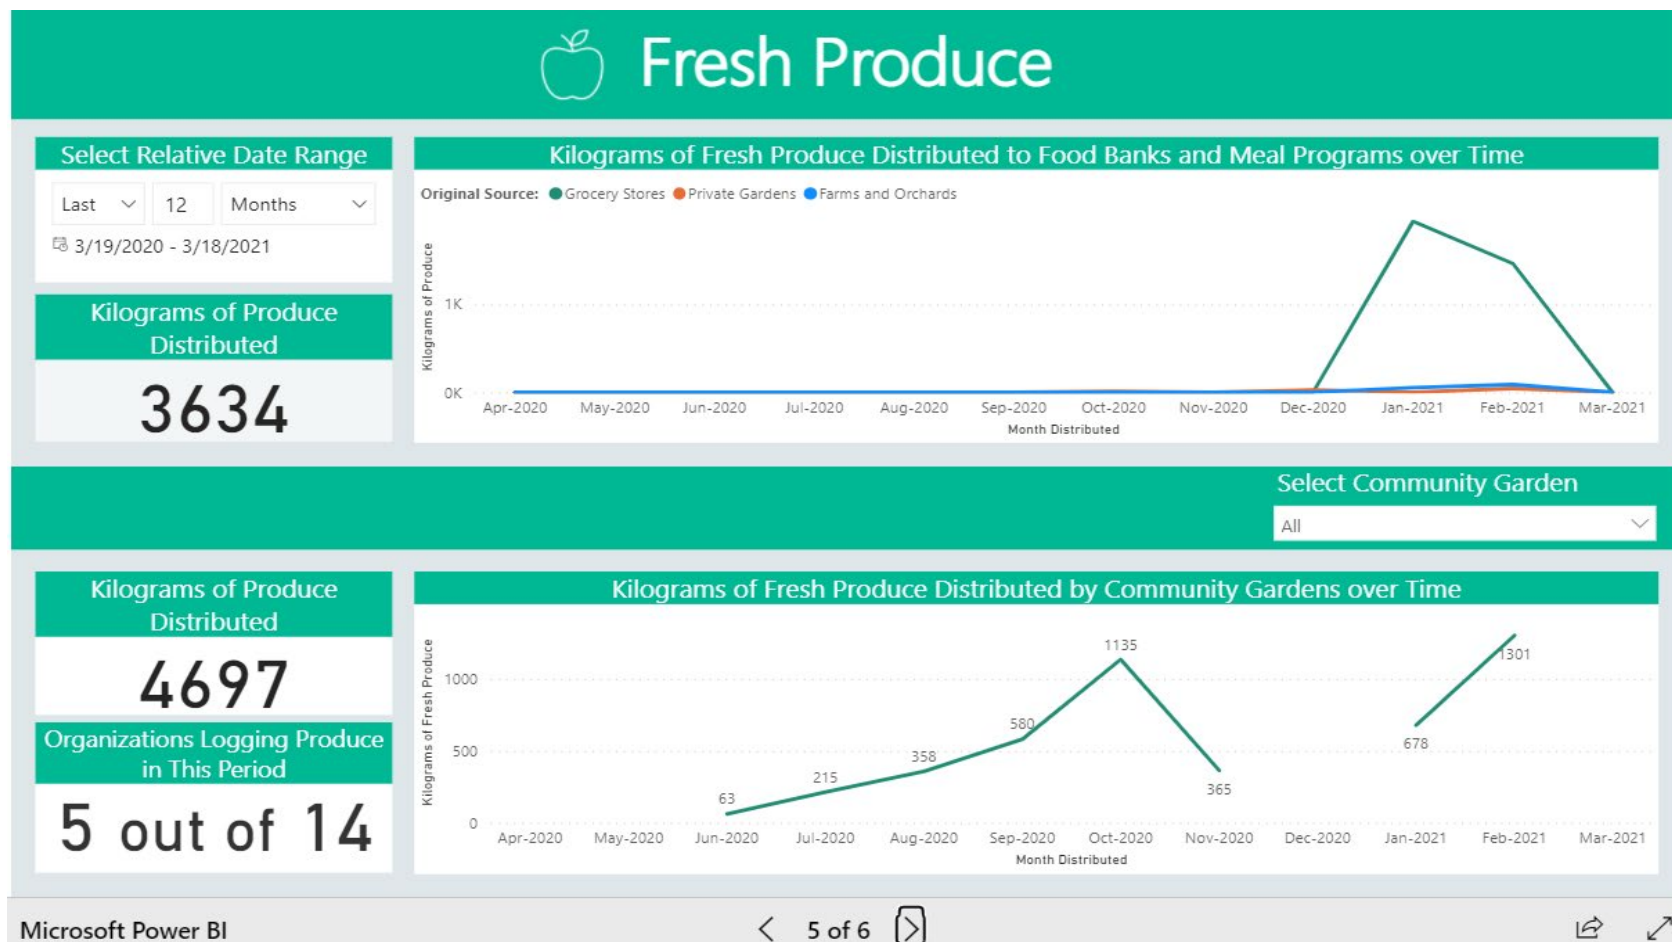 Fresh Produce
Select Relative Date Range
Last
12
Months
3/19/2020 - 3/18/2021
Kilograms of Produce
Distributed
3634
Kilograms of Fresh Produce Distributed to Food Banks and Meal Programs over Time
Original Source: Grocery Stores Private Gardens Farms and Orchards
Kilograms of Produce
1K
0K
Apr-2020 May-2020 Jun-2020 Jul-2020 Aug-2020 Sep-2020 Oct-2020 Nov-2020 Dec-2020 Jan-2021 Feb-2021 Mar-2021
Month Distributed
Select Community Garden
All
Kilograms of Produce
Distributed
4697
Organizations Logging Produce
in This Period
5 out of 14
Kilograms of Fresh Produce Distributed by Community Gardens over Time
Kilograms of Fresh Produce
1000
500
0
63
215
358
580
1135
365
678
1301
Apr-2020 May-2020 Jun-2020 Jul-2020 Aug-2020 Sep-2020 Oct-2020 Nov-2020 Dec-2020 Jan-2021 Feb-2021 Mar-2021
Month Distributed
Microsoft Power BI
5 of 6